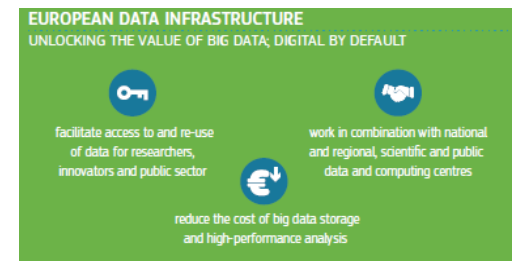 EUROPEAN DATA INFRASTRUCTURE
UNLOCKING THE VALUE OF BIG DATA; DIGITAL BY DEFAULT
facilitate access to and re-use
of data for researchers,
innovators and public sector
work in combination with national
and regional, scientific and public
data and computing centres
reduce the cost of big data storage
and high-performance analysis